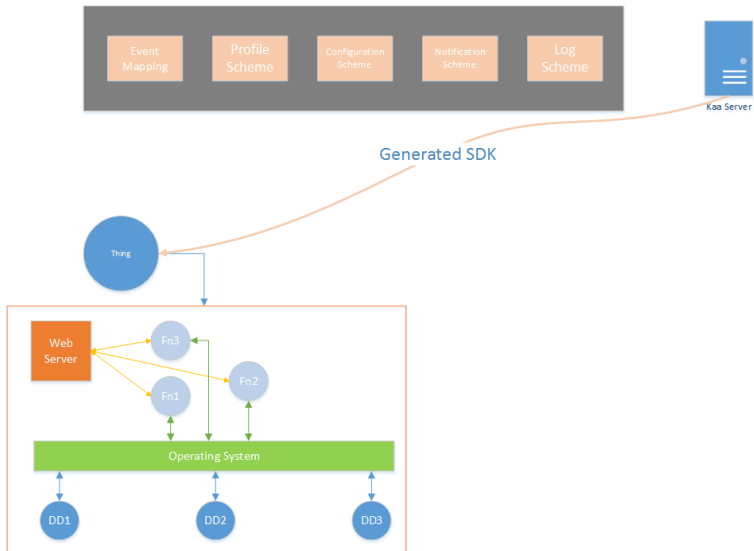 Event
Mapping
Profile
Scheme
Configuration
Scheme
Notification
Scheme
Log
Scheme
Kaa Server
Generated SDK
Thing
Web
Server
Fn3
Fn2
Fn1
Operating System
DD1
DD2
DD3